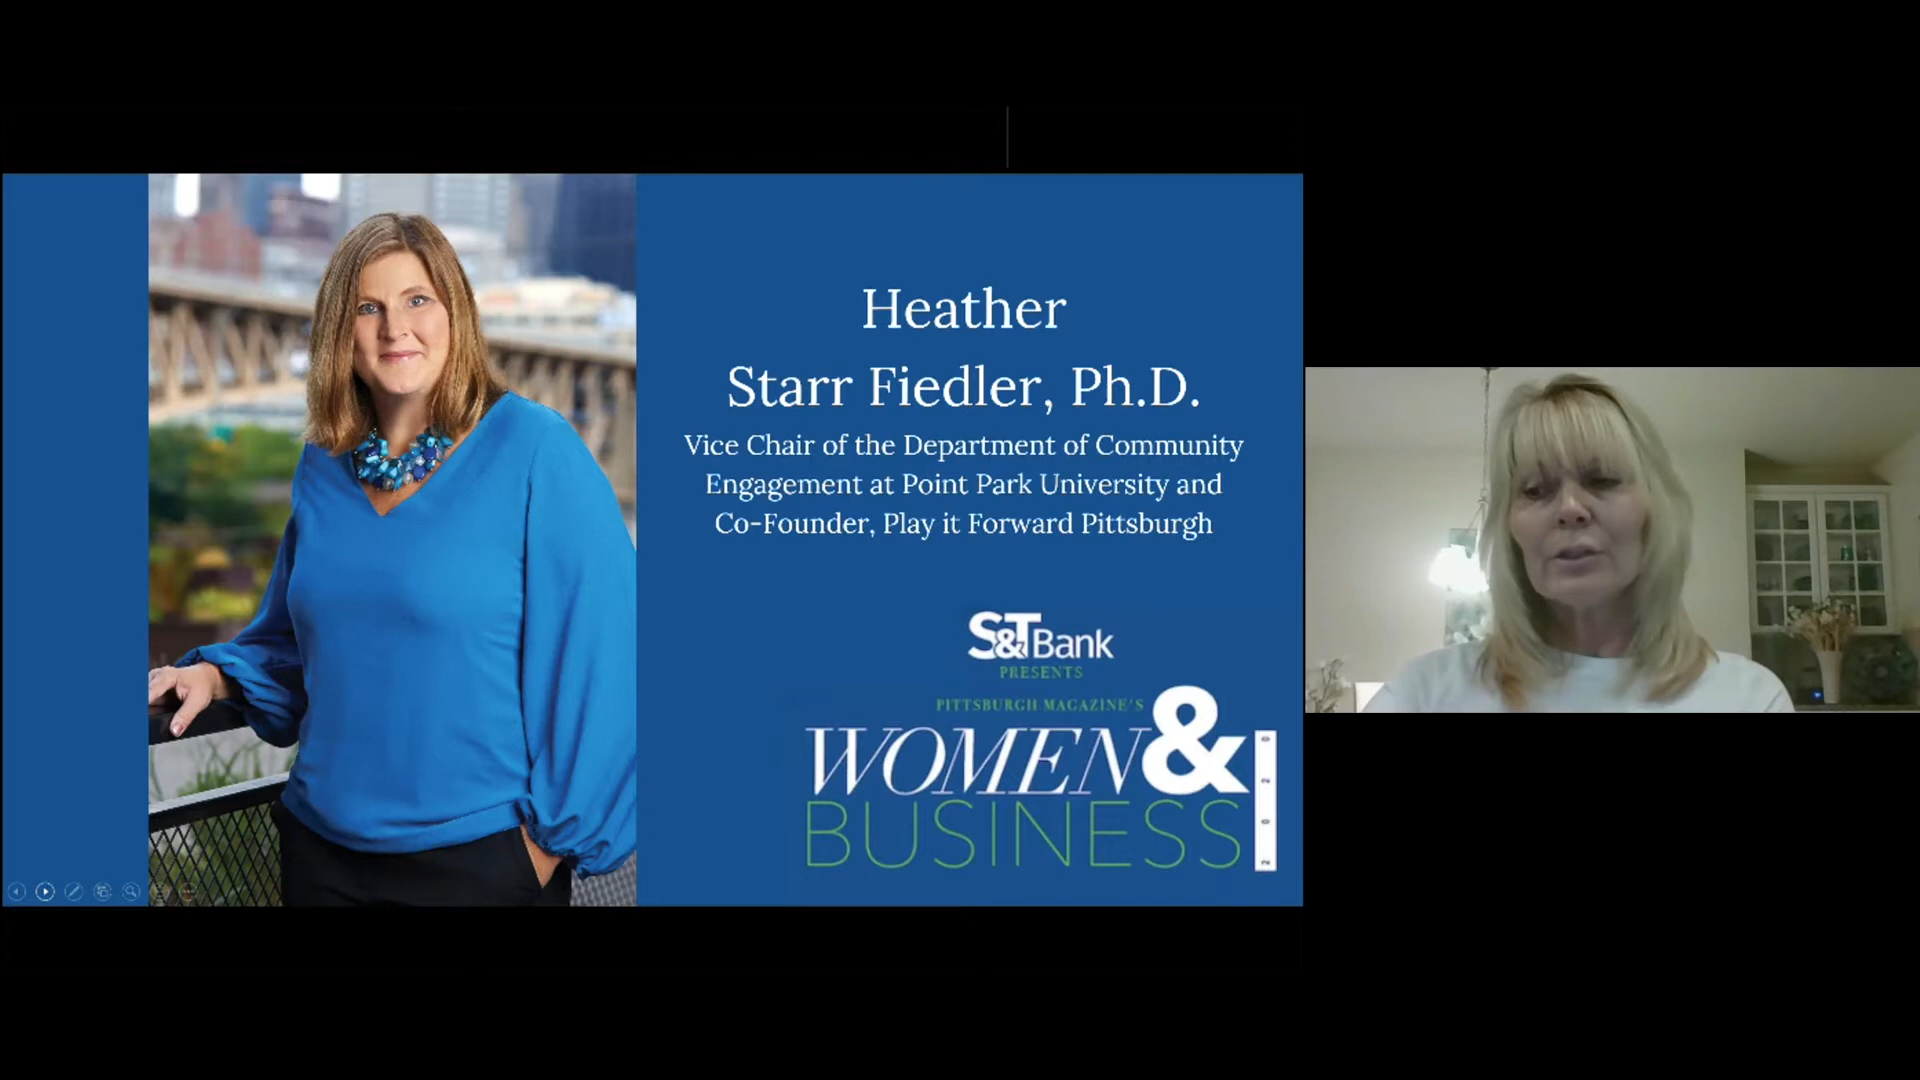 Heather
Starr Fiedler, Ph.D.
Vice Chair of the Department of Community
Engagement at Point Park University and
Co-Founder, Play it Forward Pittsburgh
S&T Bank
PRESENTS
PITTSBURGH MAGAZINE'S
WOMEN &
BUSINESS
2020